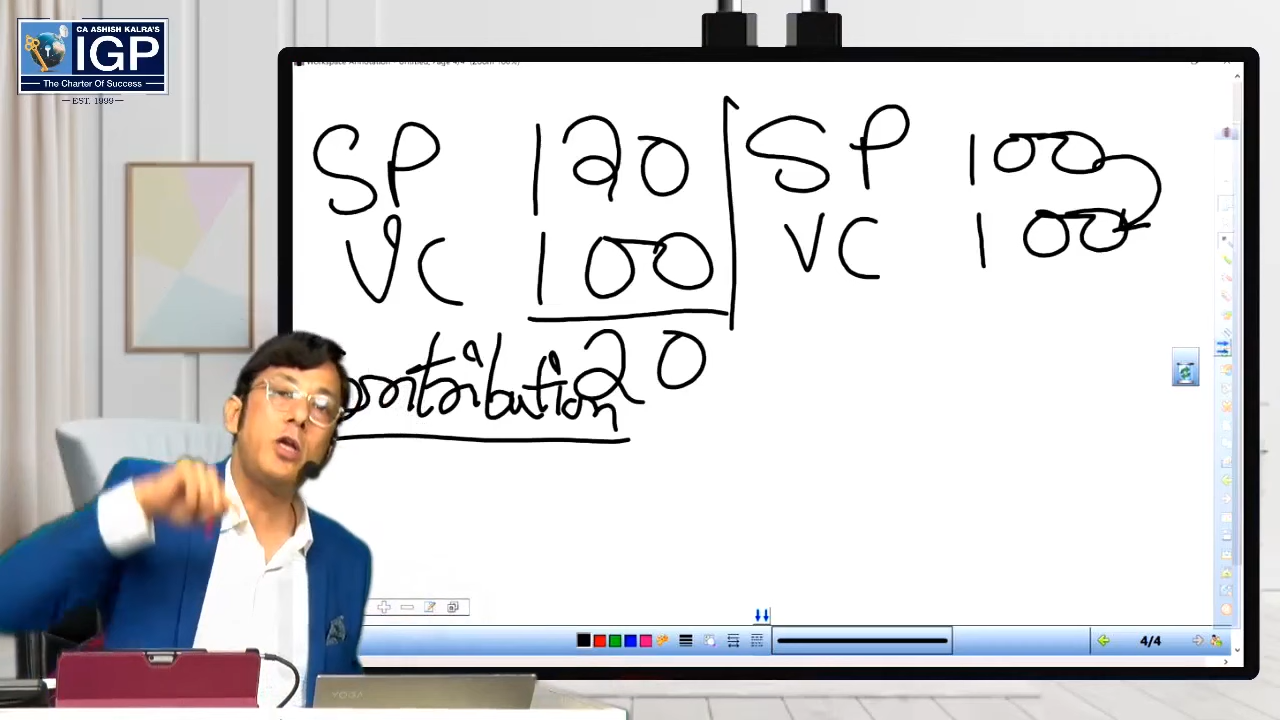 CA ASHISH KALRA'S
IGP
The Charter Of Success
EST. 1999
SP 120
VC 100
ontribution 20
SP 100
VC 100
4/4
YOGA